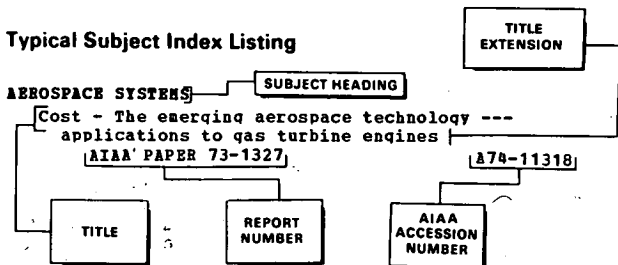 Typical Subject Index Listing
TITLE
EXTENSION
AEROSPACE SYSTEMS
SUBJECT HEADING
Cost - The emerging aerospace technology ---
applications to gas turbine engines
AIAA PAPER 73-1327
A74-11318
TITLE
REPORT
NUMBER
AIAA
ACCESSION
NUMBER